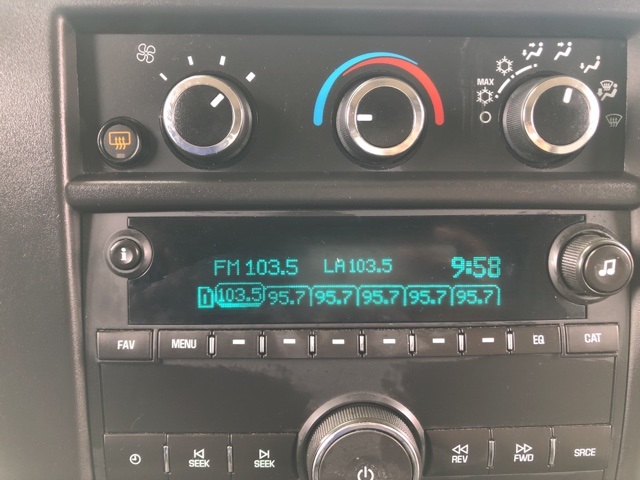 MAX
i
FM 103.5 LA 103.5 9:58
1 103.5 95.7 95.7 95.7 95.7 95.7
FAV MENU EQ CAT
SEEK SEEK REV FWD SRCE